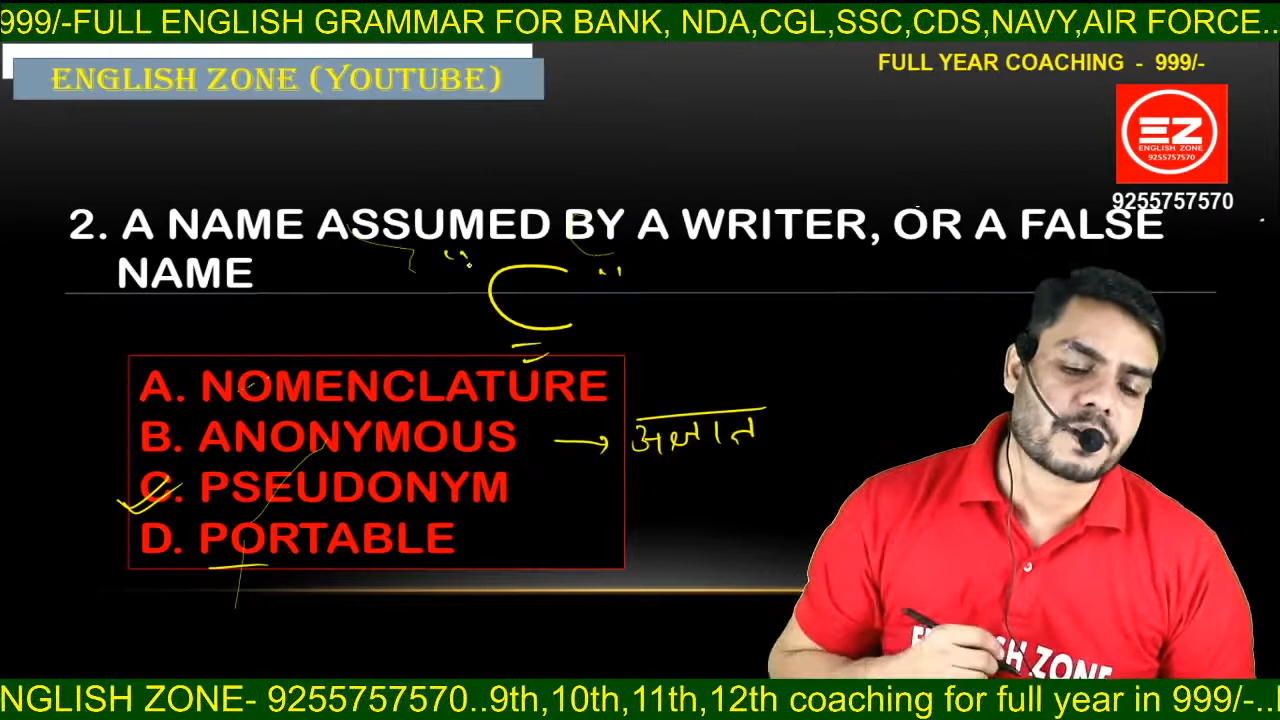 999/-FULL ENGLISH GRAMMAR FOR BANK, NDA,CGL,SSC,CDS,NAVY,AIR FORCE..
ENGLISH ZONE (YOUTUBE)
FULL YEAR COACHING - 999/-
EZ
ENGLISH ZONE
9255757570
9255757570
2. A NAME ASSUMED BY A WRITER, OR A FALSE
NAME
A. NOMENCLATURE
B. ANONYMOUS → अज्ञात
C. PSEUDONYM
D. PORTABLE
SH ZONE
NGLISH ZONE- 9255757570..9th,10th,11th,12th coaching for full year in 999/-..